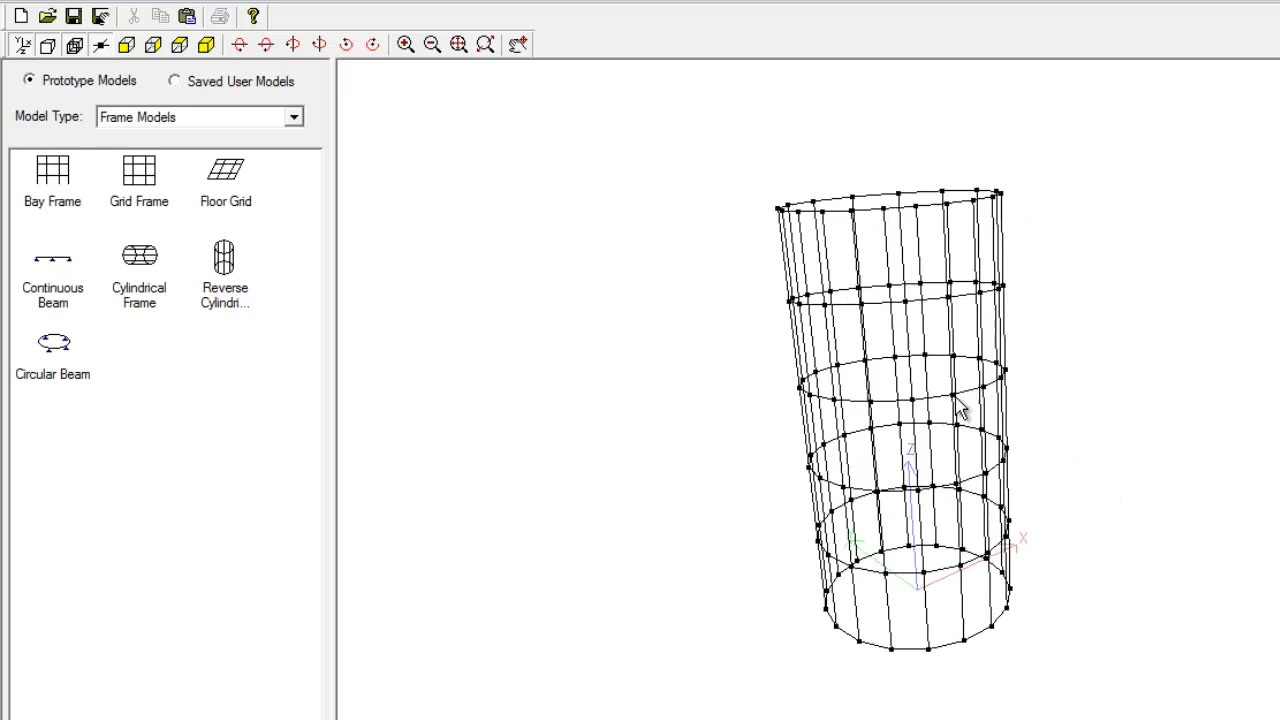 Prototype Models
Saved User Models
Model Type:
Frame Models
Bay Frame
Grid Frame
Floor Grid
Continuous
Beam
Cylindrical
Frame
Reverse
Cylindri...
Circular Beam
Z
X